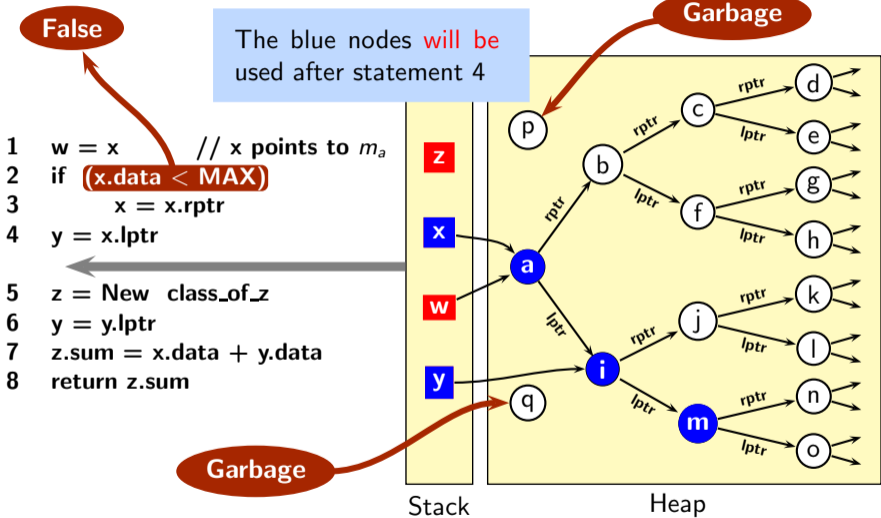 False
Garbage
The blue nodes will be
used after statement 4
1 w = x // x points to mₐ
2 if (x.data < MAX)
3 x = x.rptr
4 y = x.lptr
5 z = New class_of_z
6 y = y.lptr
7 z.sum = x.data + y.data
8 return z.sum
Garbage
z
x
w
y
Stack
p
q
a
rptr
lptr
b
i
rptr
lptr
rptr
lptr
c
f
j
m
rptr
lptr
rptr
lptr
rptr
lptr
rptr
lptr
d
e
g
h
k
l
n
o
Heap